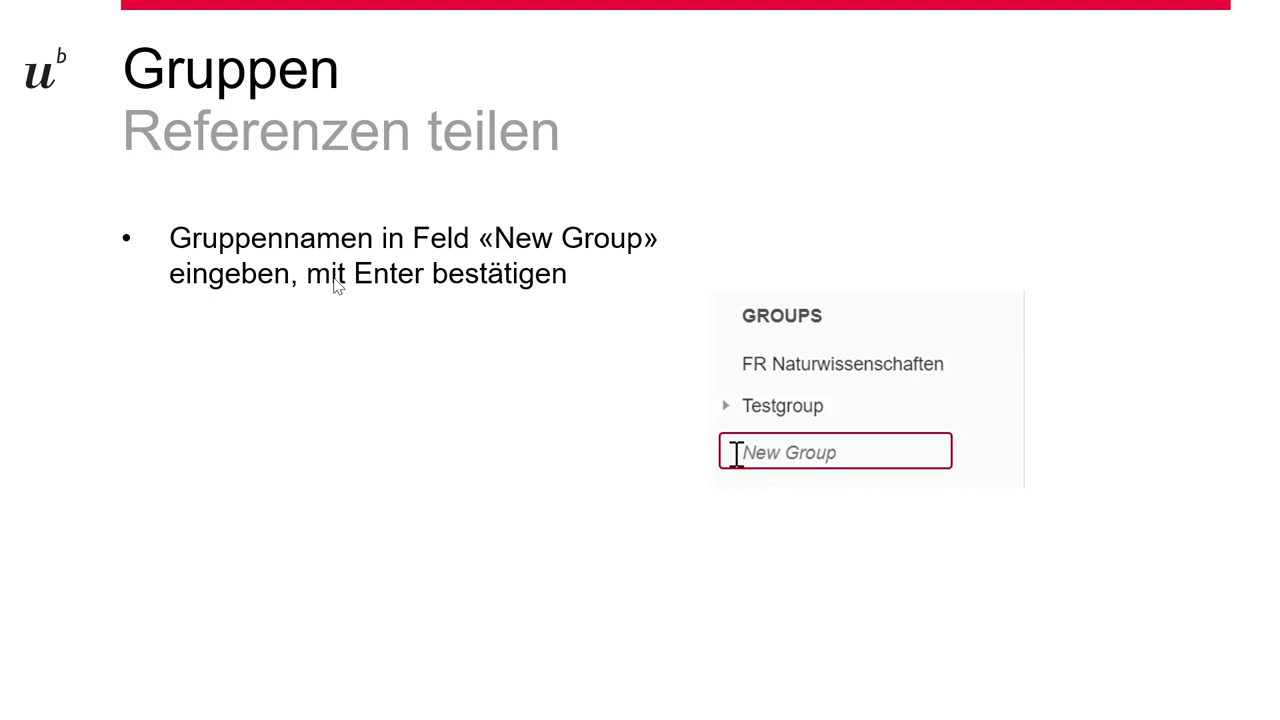 u b
Gruppen
Referenzen teilen
• Gruppennamen in Feld «New Group»
eingeben, mit Enter bestätigen
GROUPS
FR Naturwissenschaften
Testgroup
New Group